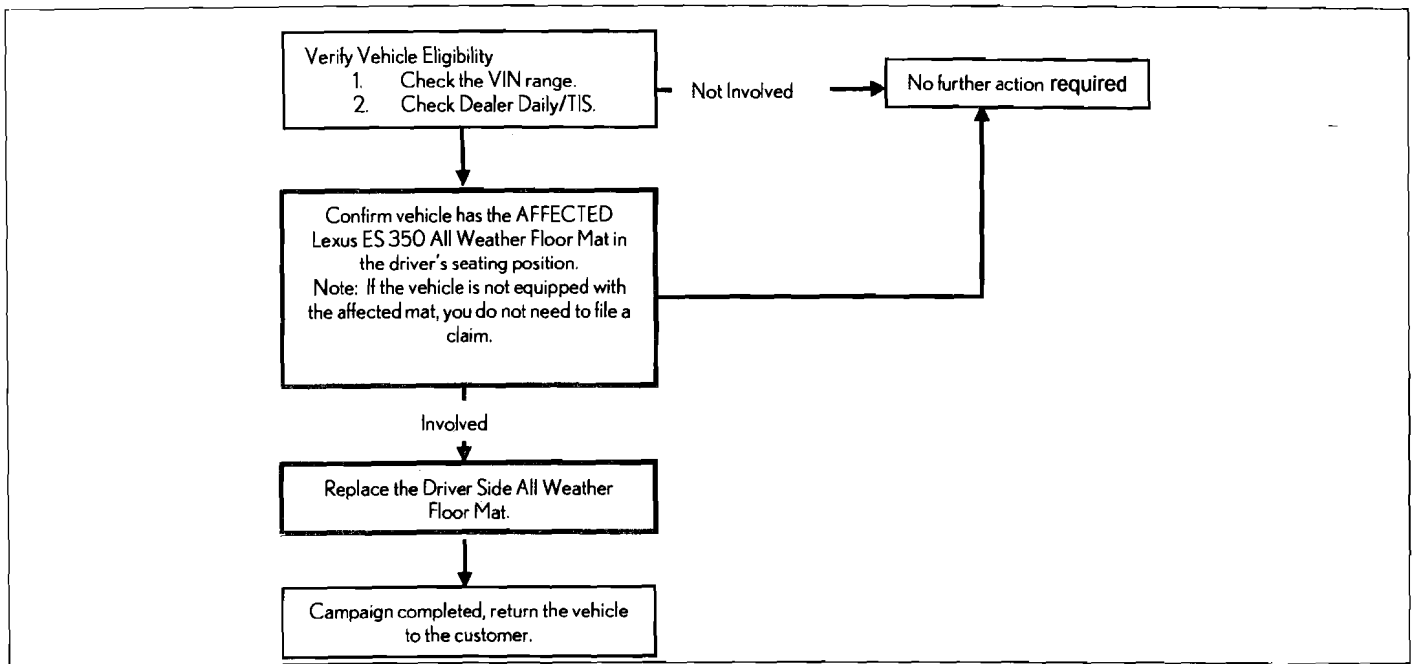 Verify Vehicle Eligibility
1. Check the VIN range.
2. Check Dealer Daily/TIS.
Not Involved
No further action required
Confirm vehicle has the AFFECTED
Lexus ES 350 All Weather Floor Mat in
the driver's seating position.
Note: If the vehicle is not equipped with
the affected mat, you do not need to file a
claim.
Involved
Replace the Driver Side All Weather
Floor Mat.
Campaign completed, return the vehicle
to the customer.